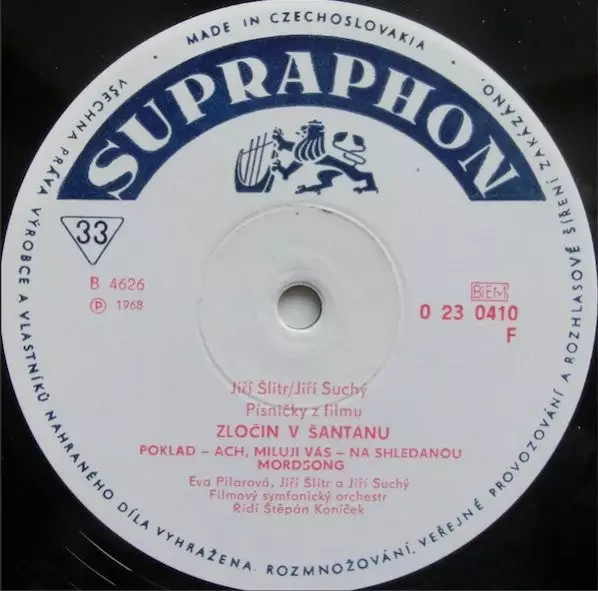 • MADE IN CZECHOSLOVAKIA •
SUPRAPHON
33
B 4626
Ⓟ 1968
BIEM
0 23 0410
F
Jiří Šlitr/Jiří Suchý
Písničky z filmu
ZLOČIN V ŠANTANU
POKLAD – ACH, MILUJI VÁS – NA SHLEDANOU
MORDSONG
Eva Pilarová, Jiří Šlitr a Jiří Suchý
Filmový symfonický orchestr
Řídí Štěpán Koníček
VŠECHNA PRÁVA VÝROBCE A VLASTNÍKŮ NAHRANÉHO DÍLA VYHRAŽENA. ROZMNOŽOVÁNÍ, VEŘEJNÉ PROVOZOVÁNÍ A ROZHLASOVÉ ŠÍŘENÍ ZAKÁZÁNO.